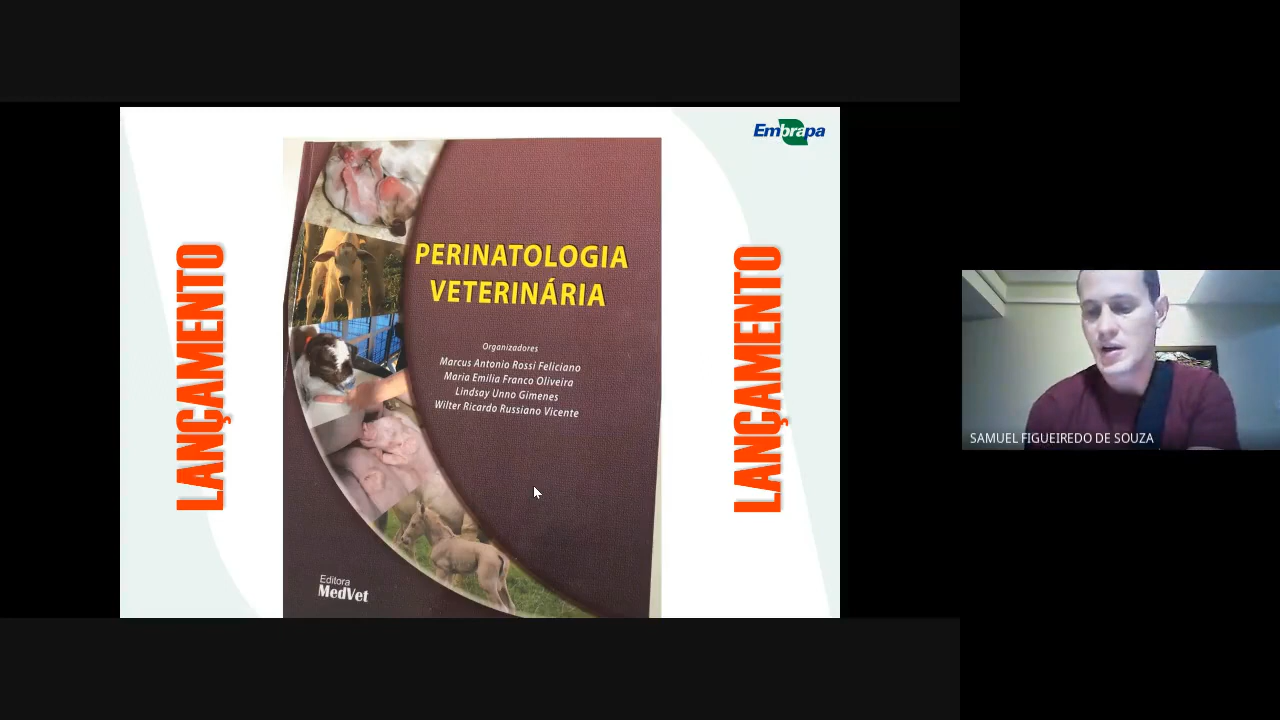 Embrapa
LANÇAMENTO
PERINATOLOGIA
VETERINÁRIA
Organizadores
Marcus Antonio Rossi Feliciano
Maria Emilia Franco Oliveira
Lindsay Unno Gimenes
Wilter Ricardo Russiano Vicente
Editora
MedVet
LANÇAMENTO
SAMUEL FIGUEIREDO DE SOUZA